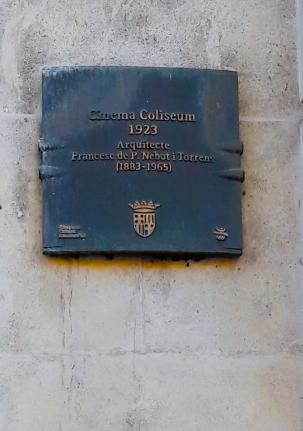 Cinema Coliseum
1923
Arquitecte
Francesc de P. Nebot i Torrens
(1883-1965)